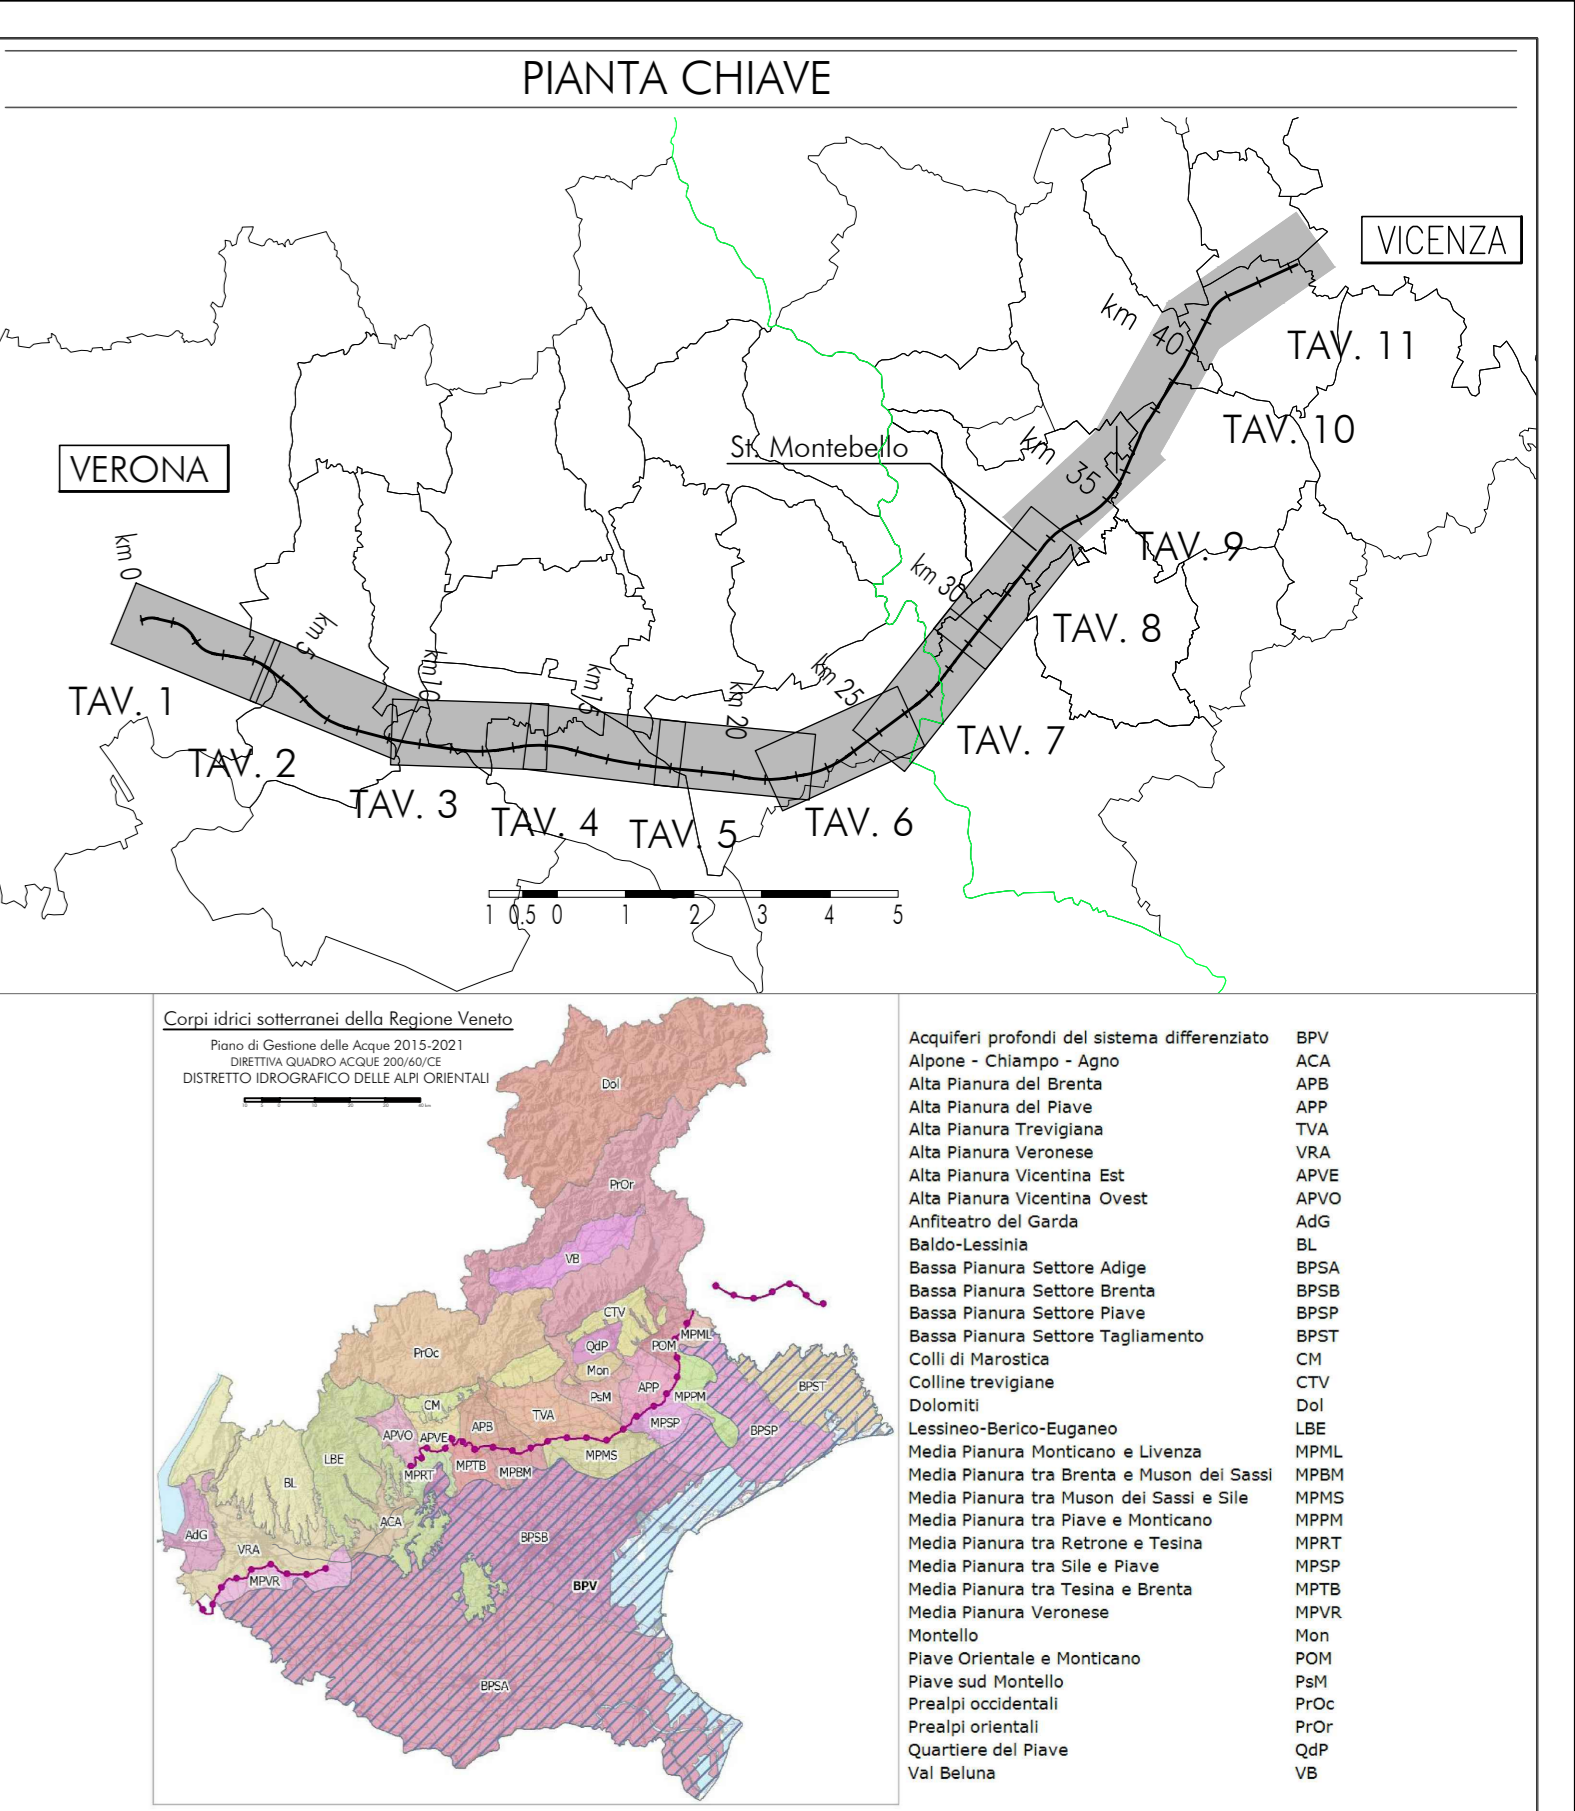 PIANTA CHIAVE
VICENZA
km 40
TAV. 11
TAV. 10
St. Montebello
km 35
VERONA
TAV. 9
km 0
km 30
km 5
TAV. 8
km 10
km 15
km 25
km 20
TAV. 1
TAV. 7
TAV. 2
TAV. 3
TAV. 4
TAV. 5
TAV. 6
1 0.5 0 1 2 3 4 5
Corpi idrici sotterranei della Regione Veneto
Piano di Gestione delle Acque 2015-2021
DIRETTIVA QUADRO ACQUE 200/60/CE
DISTRETTO IDROGRAFICO DELLE ALPI ORIENTALI
Dol
PrOr
VB
CTV
MPML
QdP
POM
PrOc
Mon
APP
MPPM
BPST
PsM
CM
TVA
MPSP
APB
BPSP
APVO
APVE
LBE
MPMS
MPTB
MPBM
MPRT
BL
ACA
AdG
BPSB
VRA
MPVR
BPV
BPSA
Acquiferi profondi del sistema differenziato BPV
Alpone - Chiampo - Agno ACA
Alta Pianura del Brenta APB
Alta Pianura del Piave APP
Alta Pianura Trevigiana TVA
Alta Pianura Veronese VRA
Alta Pianura Vicentina Est APVE
Alta Pianura Vicentina Ovest APVO
Anfiteatro del Garda AdG
Baldo-Lessinia BL
Bassa Pianura Settore Adige BPSA
Bassa Pianura Settore Brenta BPSB
Bassa Pianura Settore Piave BPSP
Bassa Pianura Settore Tagliamento BPST
Colli di Marostica CM
Colline trevigiane CTV
Dolomiti Dol
Lessineo-Berico-Euganeo LBE
Media Pianura Monticano e Livenza MPML
Media Pianura tra Brenta e Muson dei Sassi MPBM
Media Pianura tra Muson dei Sassi e Sile MPMS
Media Pianura tra Piave e Monticano MPPM
Media Pianura tra Retrone e Tesina MPRT
Media Pianura tra Sile e Piave MPSP
Media Pianura tra Tesina e Brenta MPTB
Media Pianura Veronese MPVR
Montello Mon
Piave Orientale e Monticano POM
Piave sud Montello PsM
Prealpi occidentali PrOc
Prealpi orientali PrOr
Quartiere del Piave QdP
Val Beluna VB